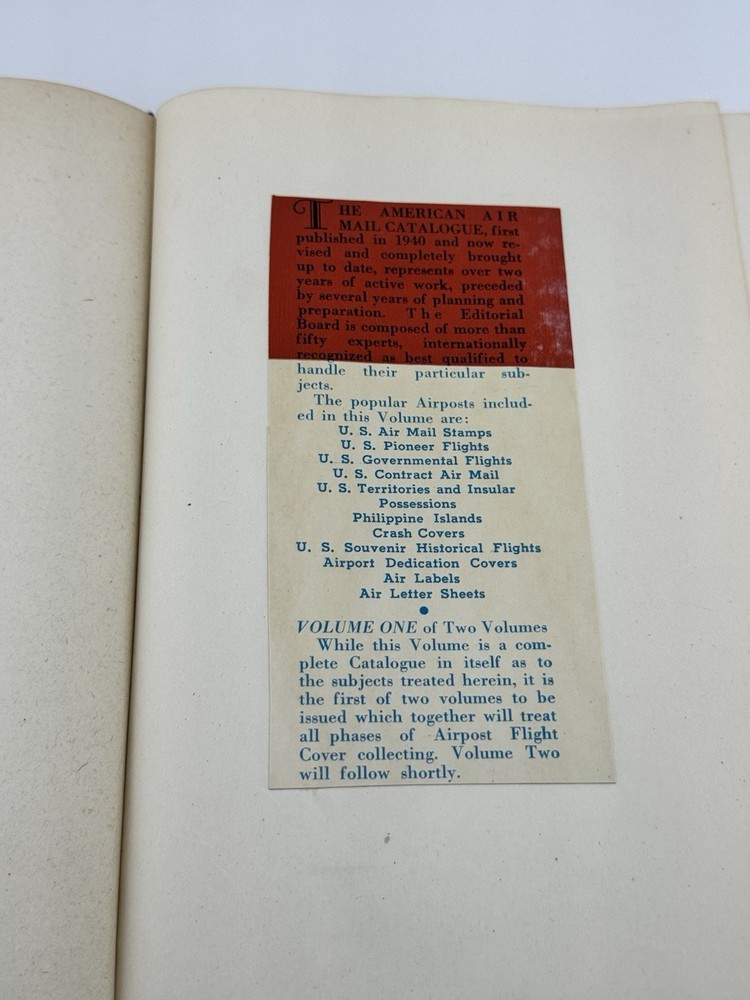 THE AMERICAN AIR
MAIL CATALOGUE, first
published in 1940 and now re-
vised and completely brought
up to date, represents over two
years of active work, preceded
by several years of planning and
preparation. The Editorial
Board is composed of more than
fifty experts, internationally
recognized as best qualified to
handle their particular sub-
jects.
The popular Airposts includ-
ed in this Volume are:
U. S. Air Mail Stamps
U. S. Pioneer Flights
U. S. Governmental Flights
U. S. Contract Air Mail
U. S. Territories and Insular
Possessions
Philippine Islands
Crash Covers
U. S. Souvenir Historical Flights
Airport Dedication Covers
Air Labels
Air Letter Sheets
●
VOLUME ONE of Two Volumes
While this Volume is a com-
plete Catalogue in itself as to
the subjects treated herein, it is
the first of two volumes to be
issued which together will treat
all phases of Airpost Flight
Cover collecting. Volume Two
will follow shortly.